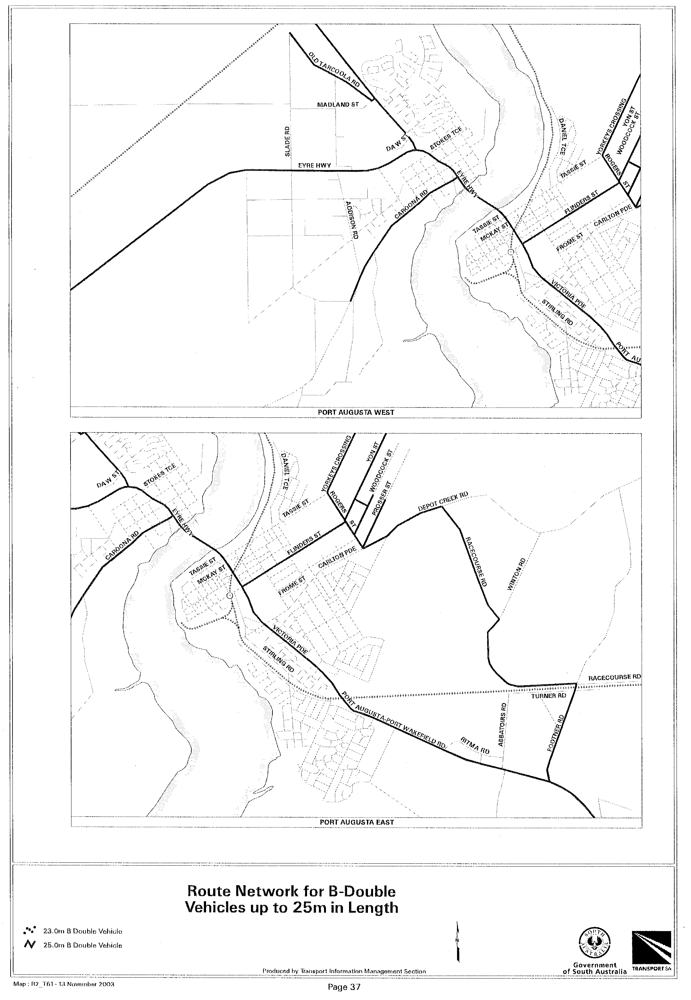 OLD TARCOOLA RD
MADLAND ST
SLADE RD
DAW ST
STOKES TCE
EYRE HWY
EYRE HWY
CAROONA RD
ADDISON RD
DANIEL TCE
TASSIE ST
YORKEYS CROSSING
YON ST
WOODCOCK ST
ROGERS ST
FLINDERS ST
CARLTON PDE
FROME ST
TASSIE ST
MCKAY ST
VICTORIA PDE
STIRLING RD
PORT AU
PORT AUGUSTA WEST
DAW ST
STOKES TCE
EYRE HWY
CAROONA RD
DANIEL TCE
TASSIE ST
YORKEYS CROSSING
YON ST
WOODCOCK ST
PROSSER ST
ROGERS ST
DEPOT CREEK RD
FLINDERS ST
CARLTON PDE
FROME ST
TASSIE ST
MCKAY ST
RACECOURSE RD
WINTON RD
VICTORIA PDE
STIRLING RD
RACECOURSE RD
TURNER RD
PORT AUGUSTA-PORT WAKEFIELD RD
RITMA RD
ABBATOIRS RD
FOOTNER RD
PORT AUGUSTA EAST
Route Network for B-Double
Vehicles up to 25m in Length
23.0m B Double Vehicle
25.0m B Double Vehicle
N
SOUTH AUSTRALIA
Government
of South Australia
TRANSPORT SA
Produced by Transport Information Management Section
Map : R2_T61 - 13 November 2003
Page 37